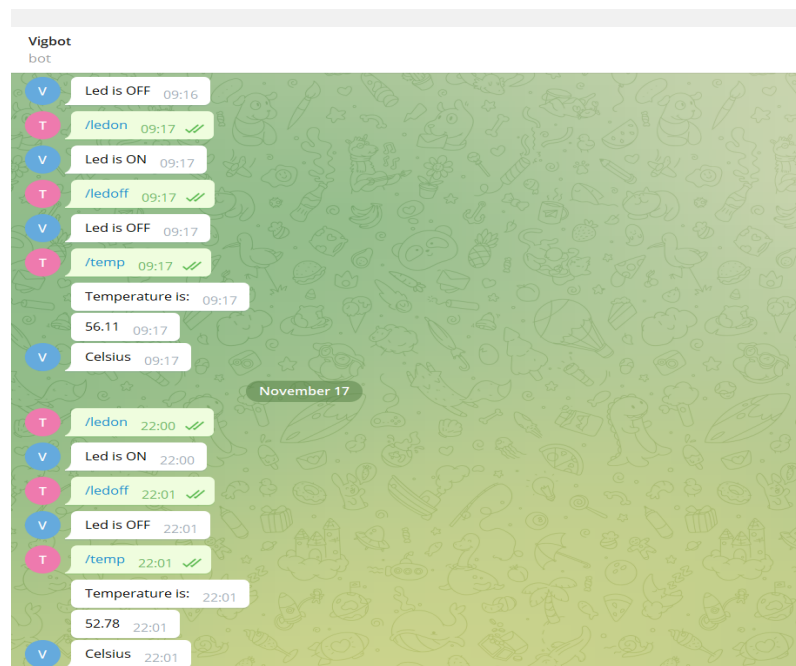 Vigbot
bot
V Led is OFF 09:16
T /ledon 09:17
V Led is ON 09:17
T /ledoff 09:17
V Led is OFF 09:17
T /temp 09:17
Temperature is: 09:17
56.11 09:17
V Celsius 09:17
November 17
T /ledon 22:00
V Led is ON 22:00
T /ledoff 22:01
V Led is OFF 22:01
T /temp 22:01
Temperature is: 22:01
52.78 22:01
V Celsius 22:01